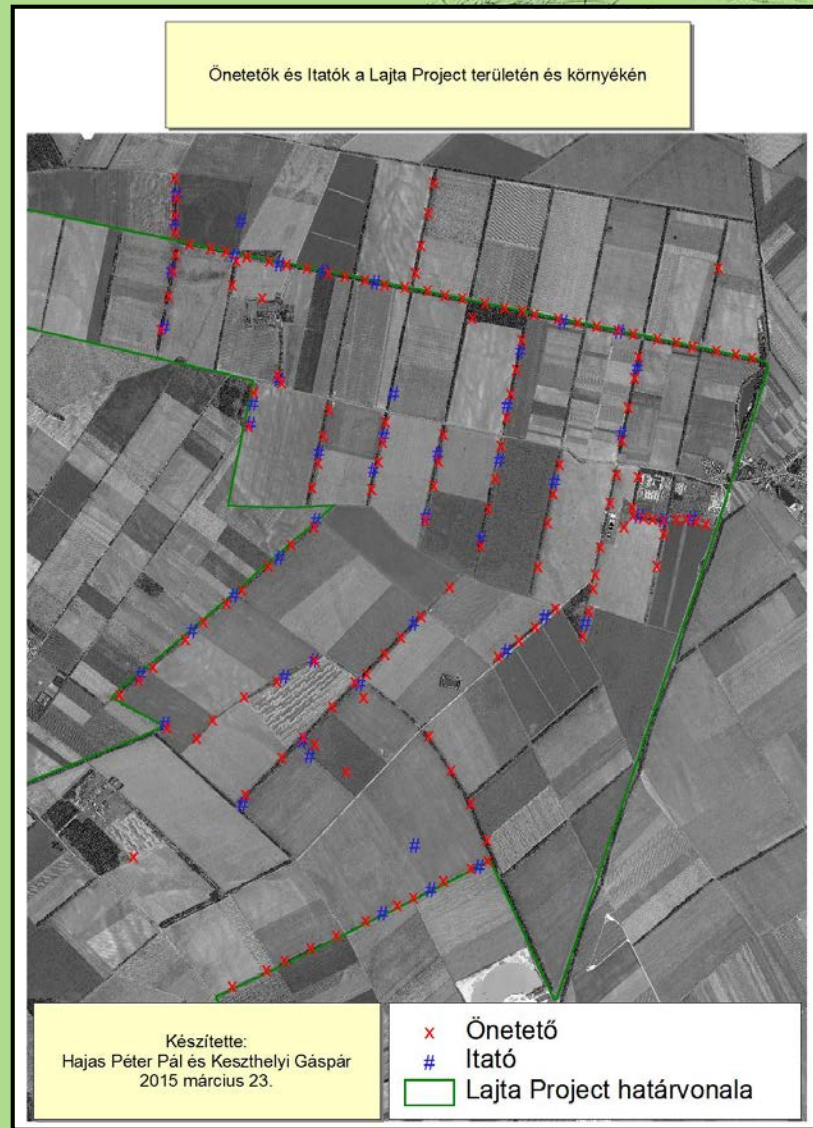 Önetetők és Itatók a Lajta Project területén és környékén
Készítette:
Hajas Péter Pál és Keszthelyi Gáspár
2015 március 23.
x Önetető
# Itató
Lajta Project határvonala